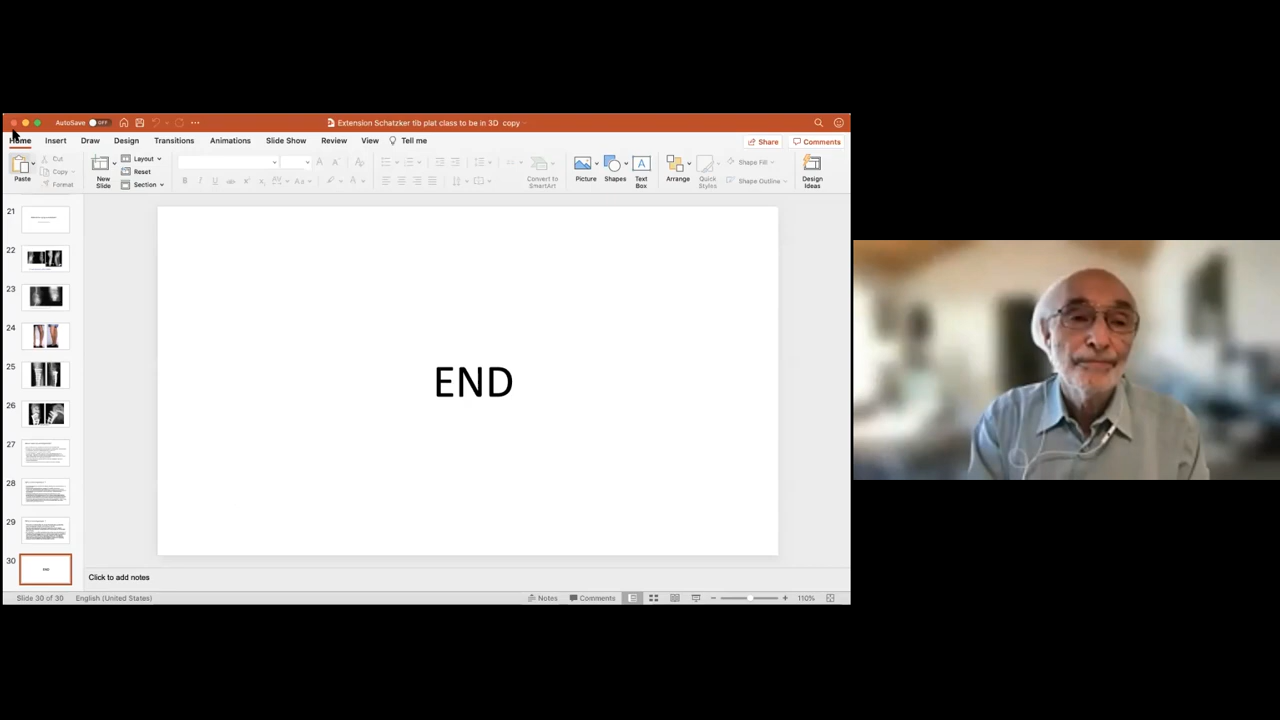 AutoSave OFF
Extension Schatzker tib plat class to be in 3D copy
Home Insert Draw Design Transitions Animations Slide Show Review View Tell me
Share Comments
Paste
Cut
Copy
Format
New Slide
Layout
Reset
Section
Convert to SmartArt
Picture
Shapes
Text Box
Arrange
Quick Styles
Shape Fill
Shape Outline
Design Ideas
21
22
23
24
25
26
27
28
29
30
END
Click to add notes
Slide 30 of 30
English (United States)
Notes
Comments
110%